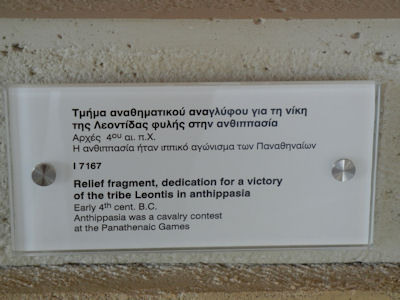 Τμήμα αναθηματικού αναγλύφου για τη νίκη
της Λεοντίδας φυλής στην ανθιππασία
Αρχές 4ου αι. π.Χ.
Η ανθιππασία ήταν ιππικό αγώνισμα των Παναθηναίων
I 7167
Relief fragment, dedication for a victory
of the tribe Leontis in anthippasia
Early 4th cent. B.C.
Anthippasia was a cavalry contest
at the Panathenaic Games